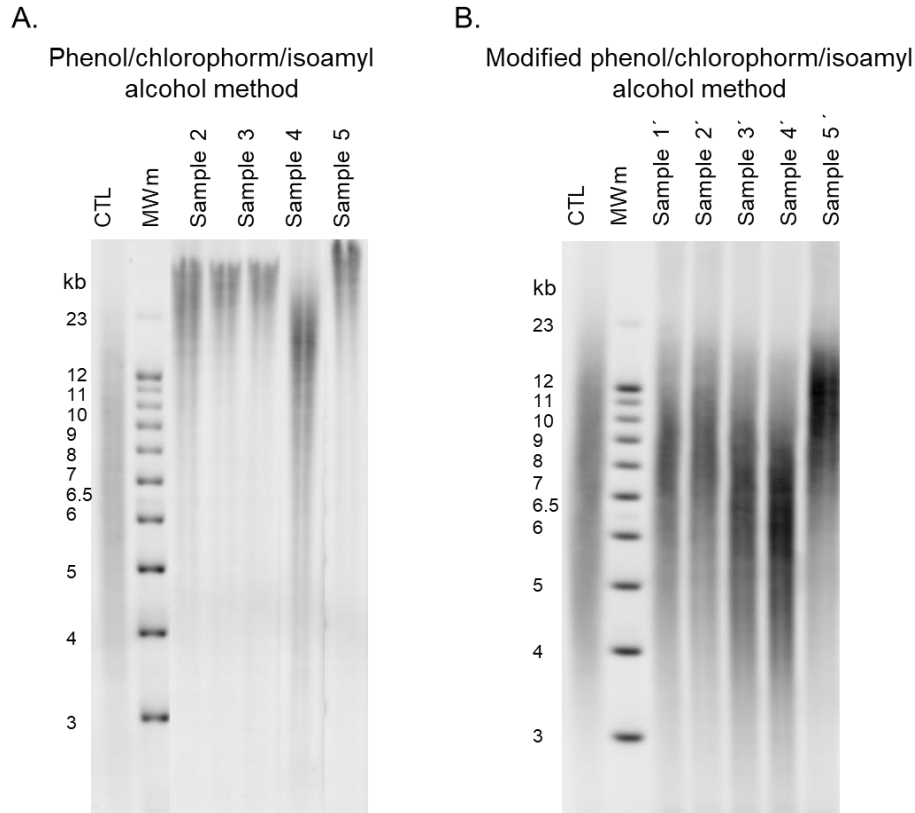 A.
Phenol/chlorophorm/isoamyl
alcohol method
CTL
MWm
Sample 2
Sample 3
Sample 4
Sample 5
kb
23
12
11
10
9
8
7
6.5
6
5
4
3
B.
Modified phenol/chlorophorm/isoamyl
alcohol method
CTL
MWm
Sample 1´
Sample 2´
Sample 3´
Sample 4´
Sample 5´
kb
23
12
11
10
9
8
7
6.5
6
5
4
3